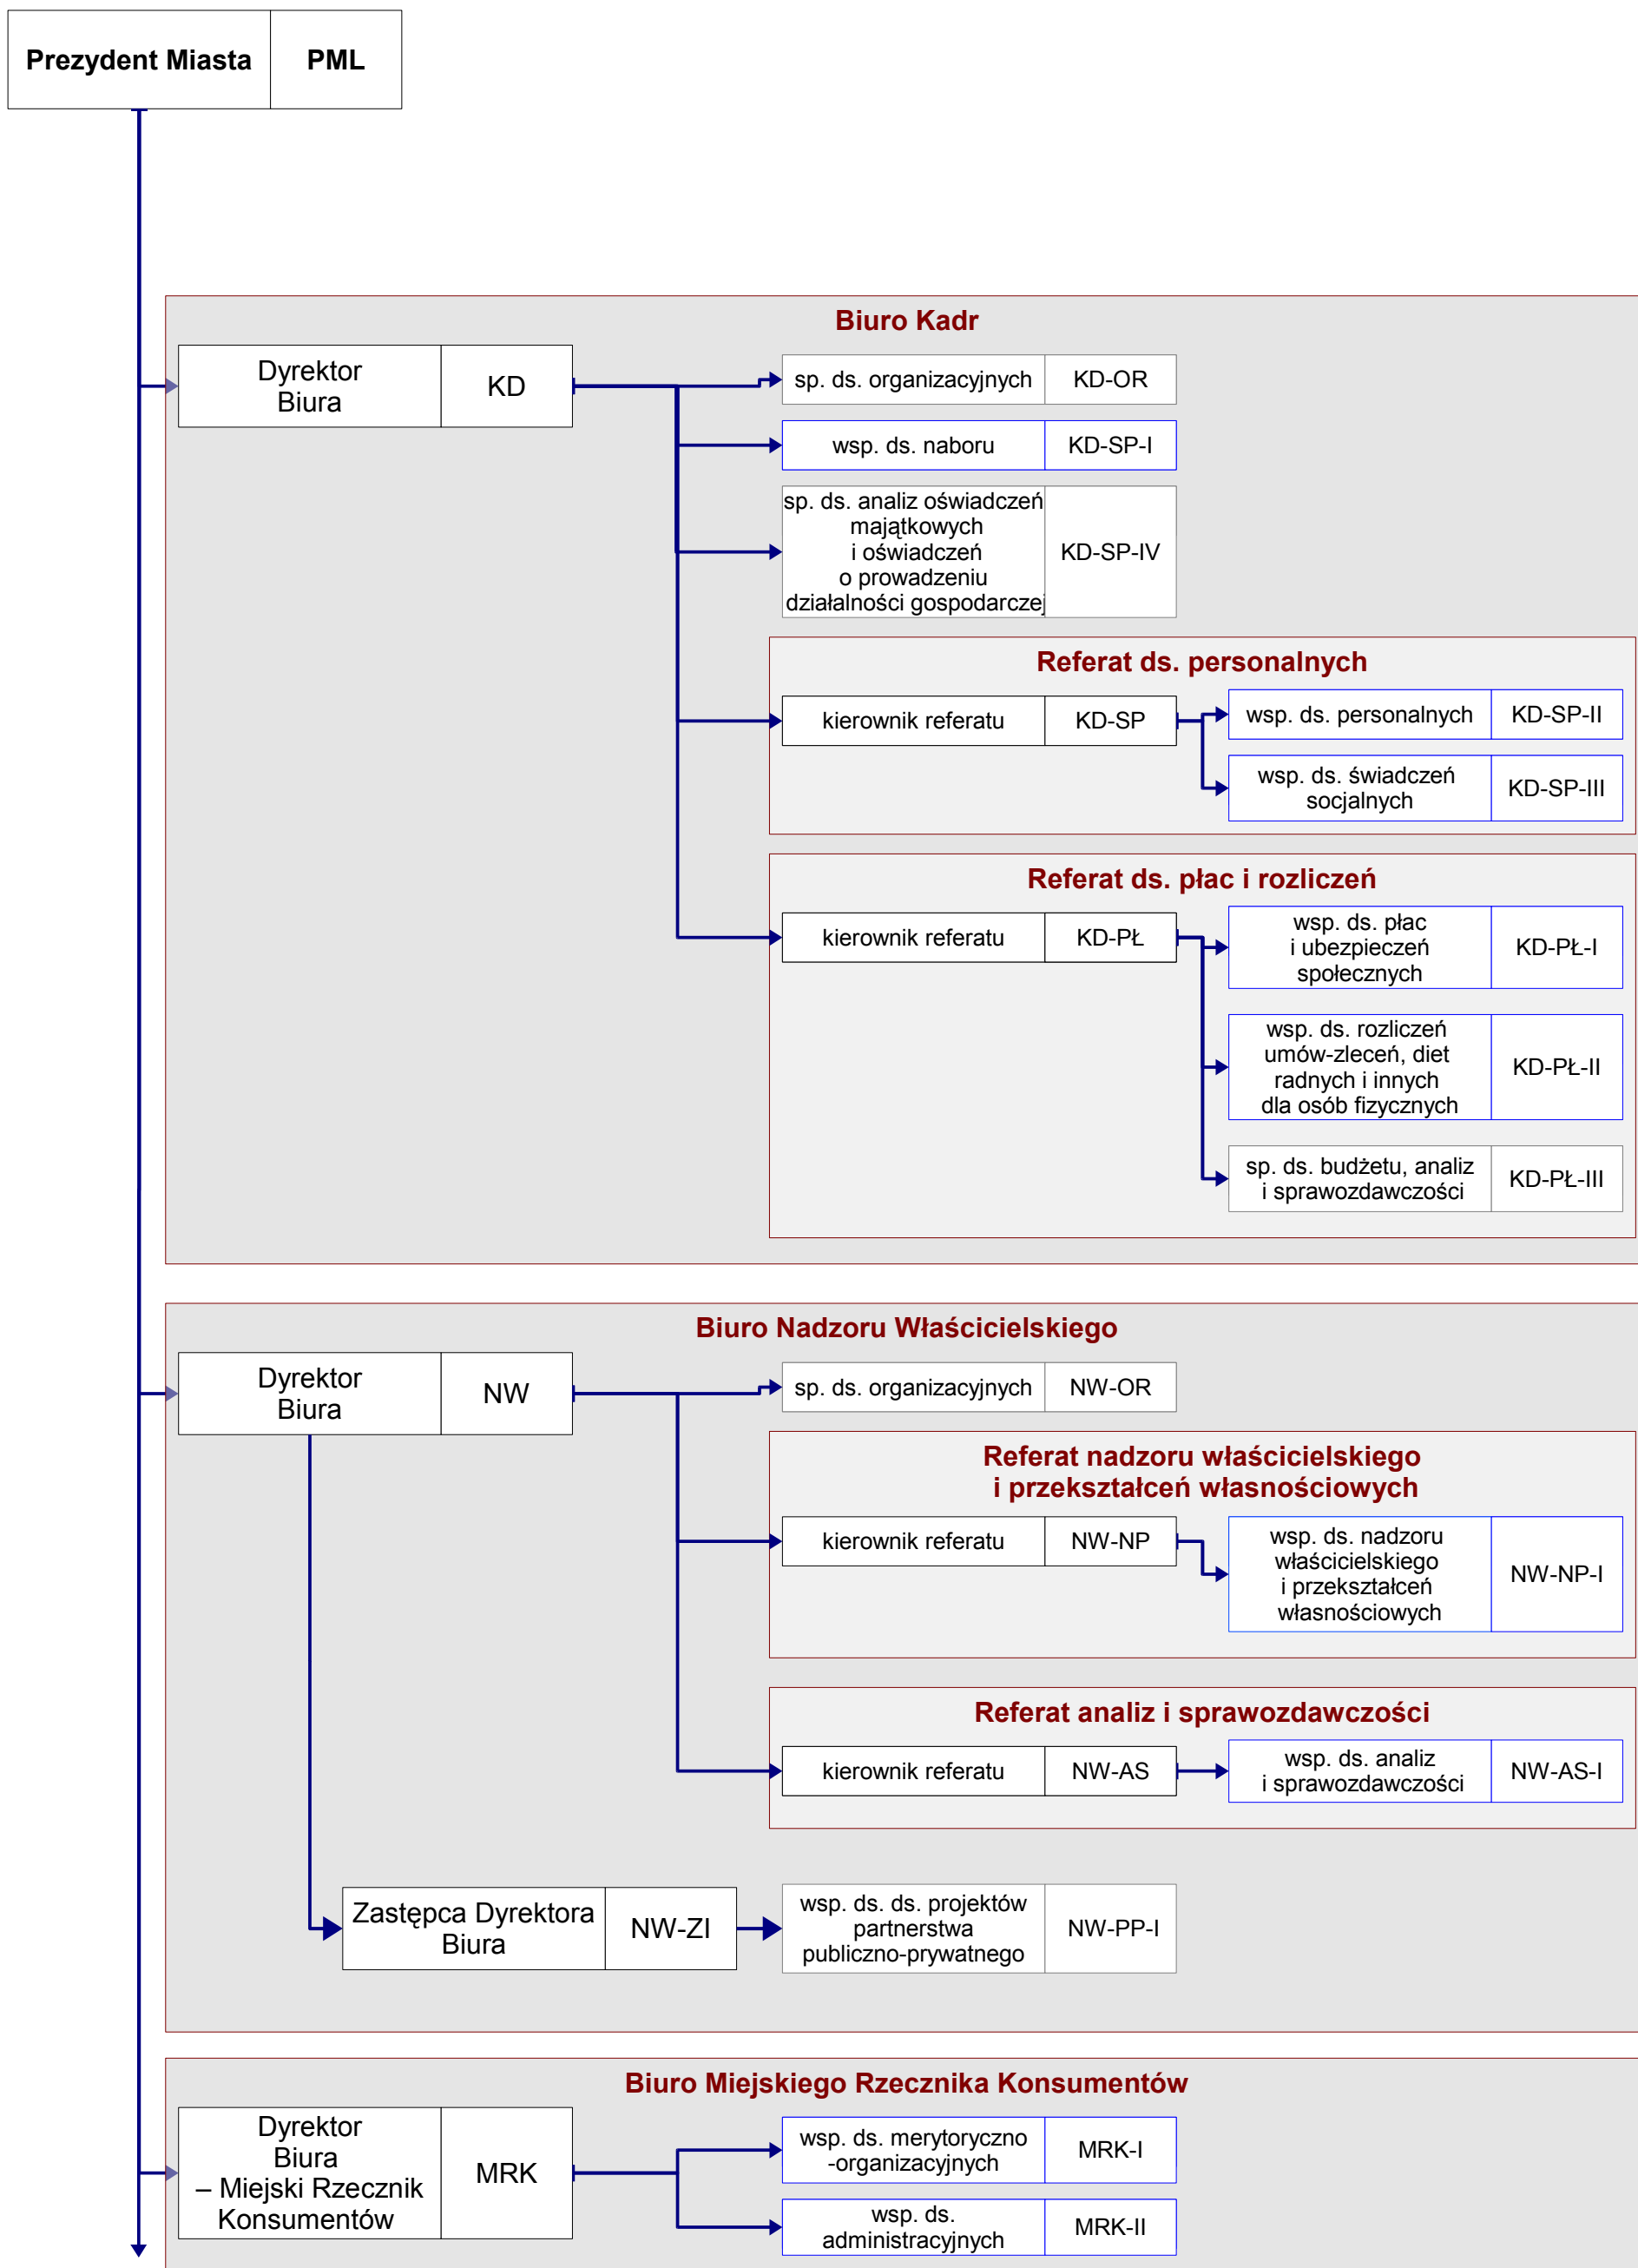 Prezydent Miasta
PML
Biuro Kadr
Dyrektor
Biura
KD
sp. ds. organizacyjnych
KD-OR
wsp. ds. naboru
KD-SP-I
sp. ds. analiz oświadczeń
majątkowych
i oświadczeń
o prowadzeniu
działalności gospodarczej
KD-SP-IV
Referat ds. personalnych
kierownik referatu
KD-SP
wsp. ds. personalnych
KD-SP-II
wsp. ds. świadczeń
socjalnych
KD-SP-III
Referat ds. płac i rozliczeń
kierownik referatu
KD-PŁ
wsp. ds. płac
i ubezpieczeń
społecznych
KD-PŁ-I
wsp. ds. rozliczeń
umów-zleceń, diet
radnych i innych
dla osób fizycznych
KD-PŁ-II
sp. ds. budżetu, analiz
i sprawozdawczości
KD-PŁ-III
Biuro Nadzoru Właścicielskiego
Dyrektor
Biura
NW
sp. ds. organizacyjnych
NW-OR
Referat nadzoru właścicielskiego
i przekształceń własnościowych
kierownik referatu
NW-NP
wsp. ds. nadzoru
właścicielskiego
i przekształceń
własnościowych
NW-NP-I
Referat analiz i sprawozdawczości
kierownik referatu
NW-AS
wsp. ds. analiz
i sprawozdawczości
NW-AS-I
Zastępca Dyrektora
Biura
NW-ZI
wsp. ds. ds. projektów
partnerstwa
publiczno-prywatnego
NW-PP-I
Biuro Miejskiego Rzecznika Konsumentów
Dyrektor
Biura
– Miejski Rzecznik
Konsumentów
MRK
wsp. ds. merytoryczno
-organizacyjnych
MRK-I
wsp. ds.
administracyjnych
MRK-II